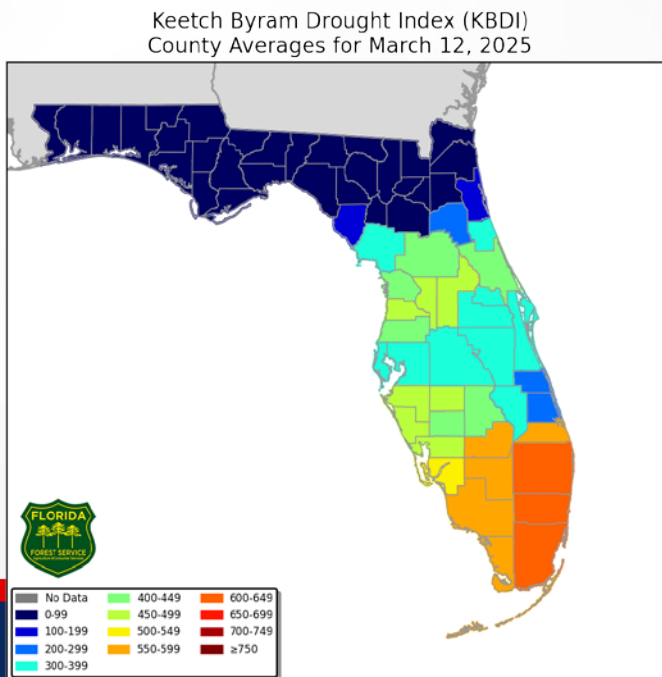 Keetch Byram Drought Index (KBDI)
County Averages for March 12, 2025
FLORIDA
FOREST SERVICE
No Data
0-99
100-199
200-299
300-399
400-449
450-499
500-549
550-599
600-649
650-699
700-749
≥750